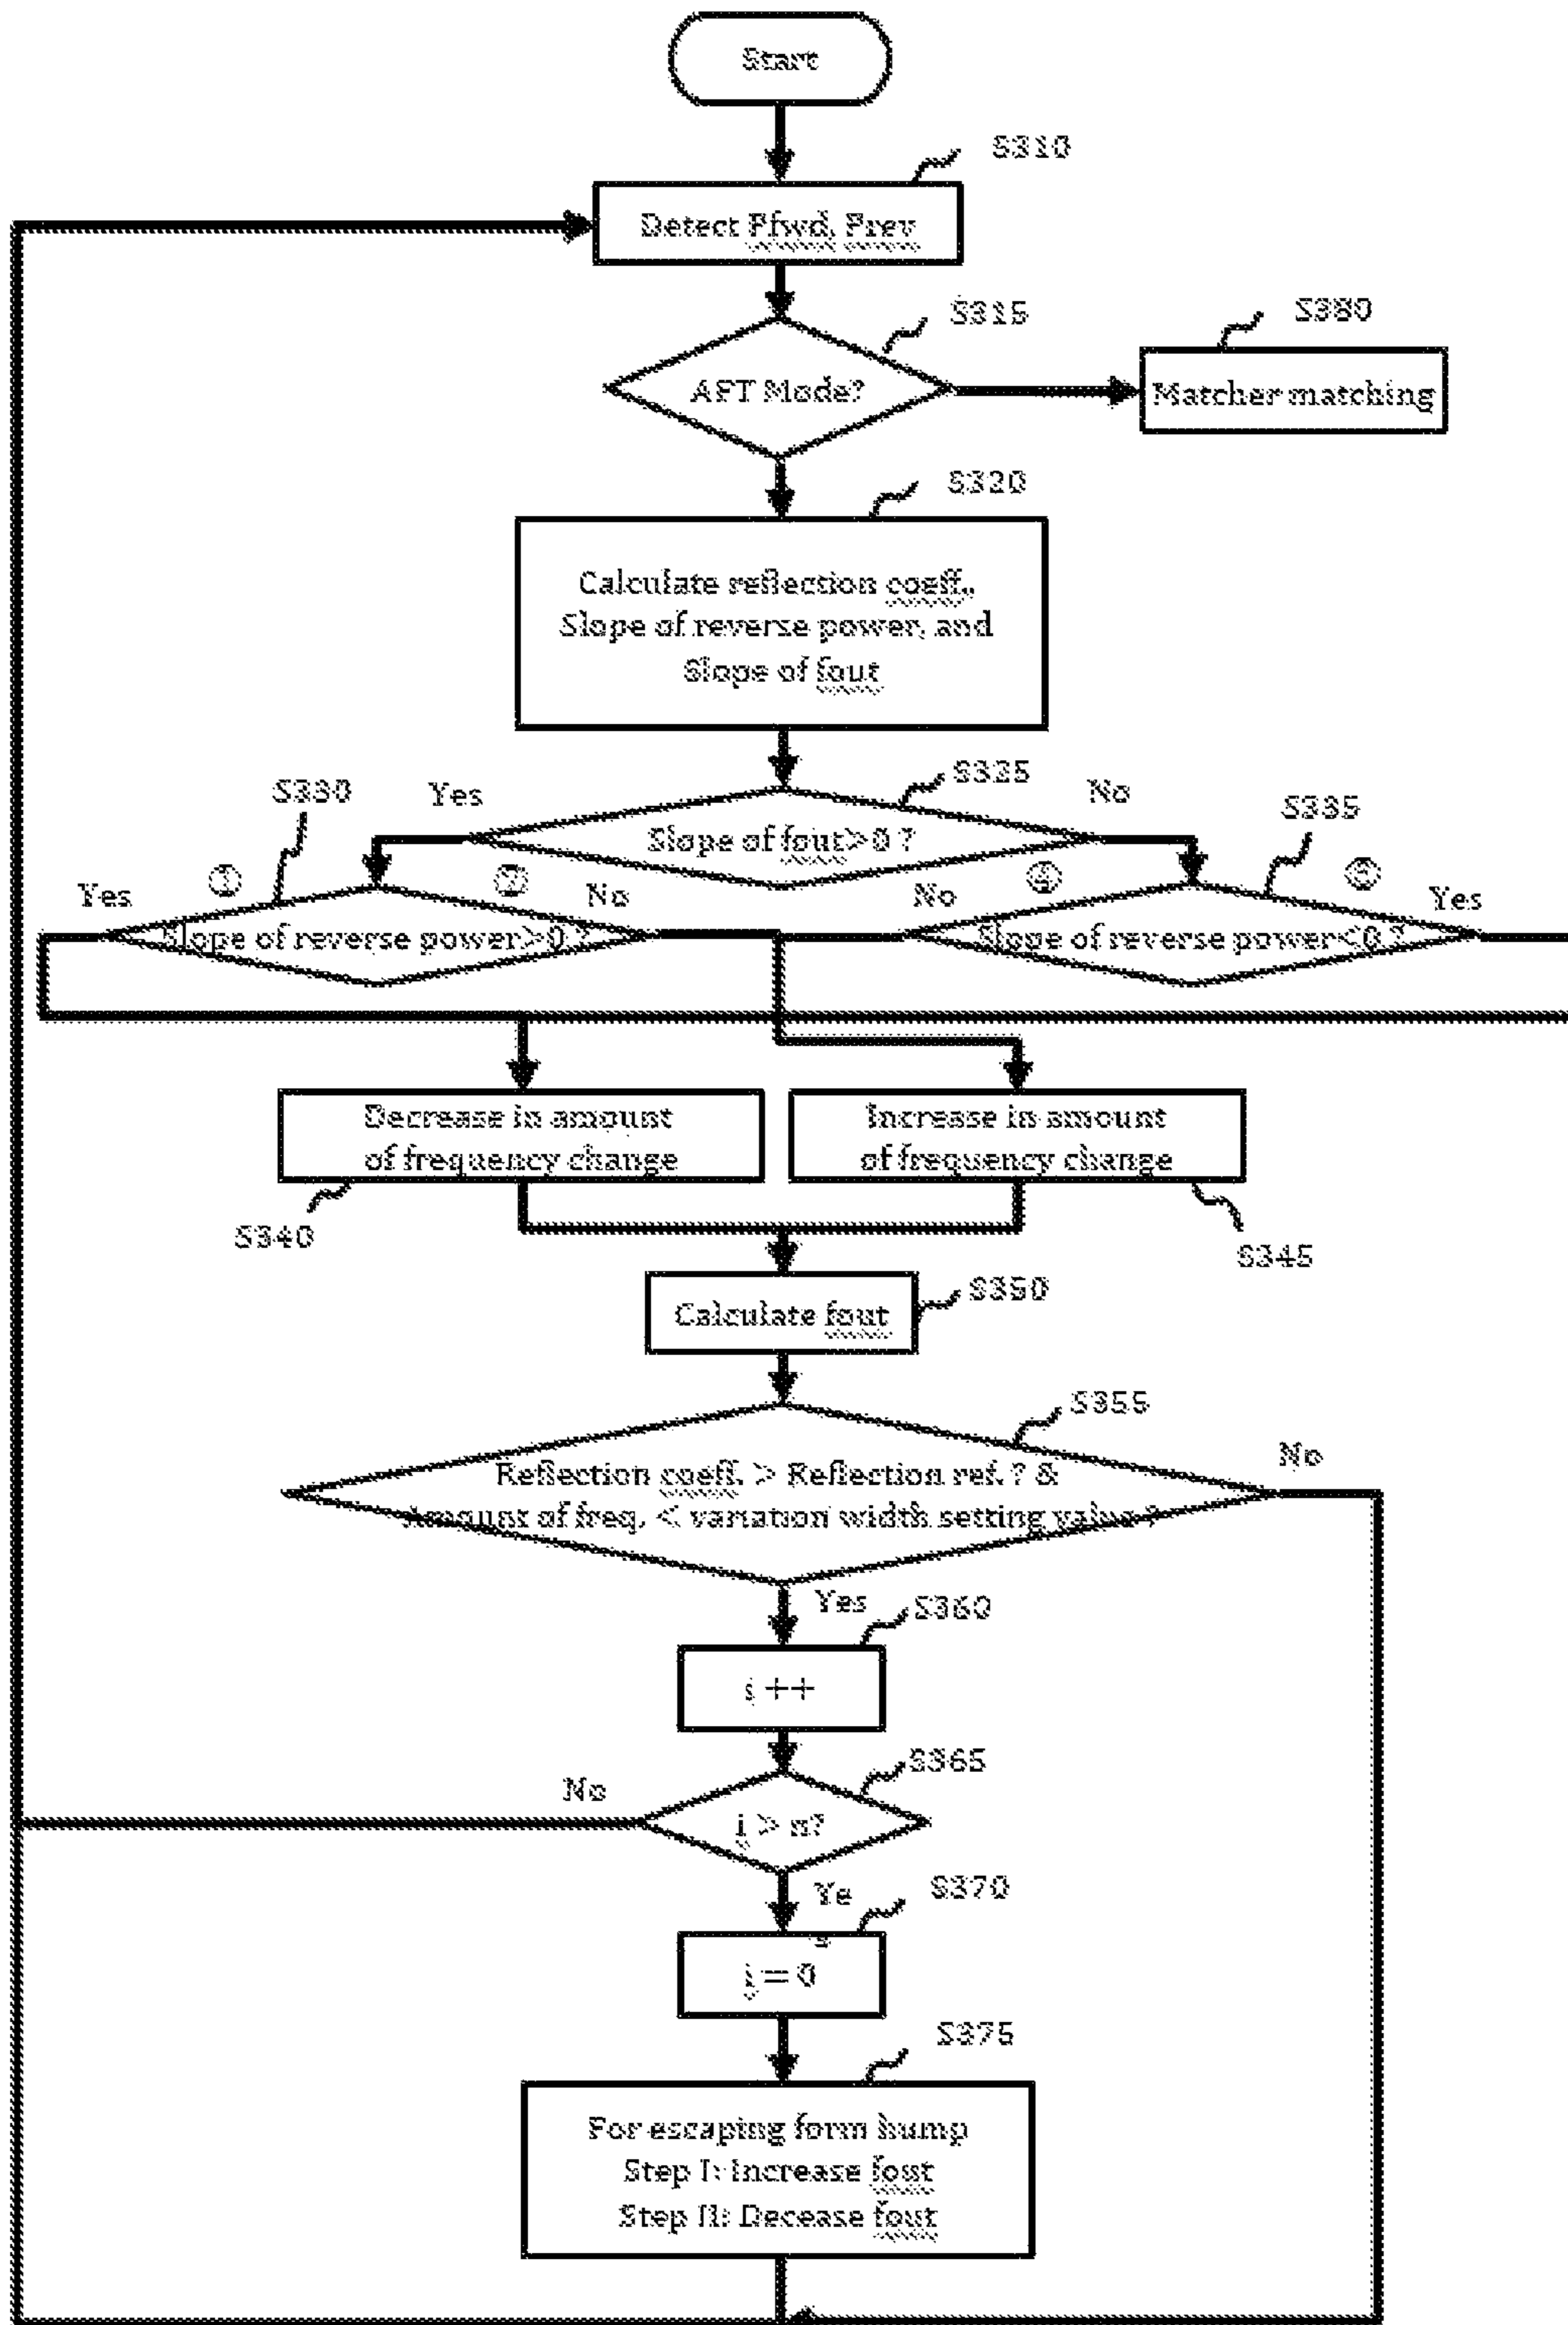 Start
S310
Detect Pfwd, Prev
S315
S380
AFT Mode?
Matcher matching
S320
Calculate reflection coeff.,
Slope of reverse power, and
Slope of fout
S325
S330
Yes
No
S335
Slope of fout>0 ?
Yes
①
②
No
No
④
Yes
Slope of reverse power>0 ?
Slope of reverse power<0 ?
Decrease in amount
of frequency change
Increase in amount
of frequency change
S340
S345
S350
Calculate fout
S355
No
Reflection coeff. > Reflection ref. ? &
Amount of freq. < variation width setting value ?
Yes
S360
i ++
S365
No
i > n?
Ye
s
S370
i = 0
S375
For escaping form hump
Step I: Increase fout
Step II: Decease fout